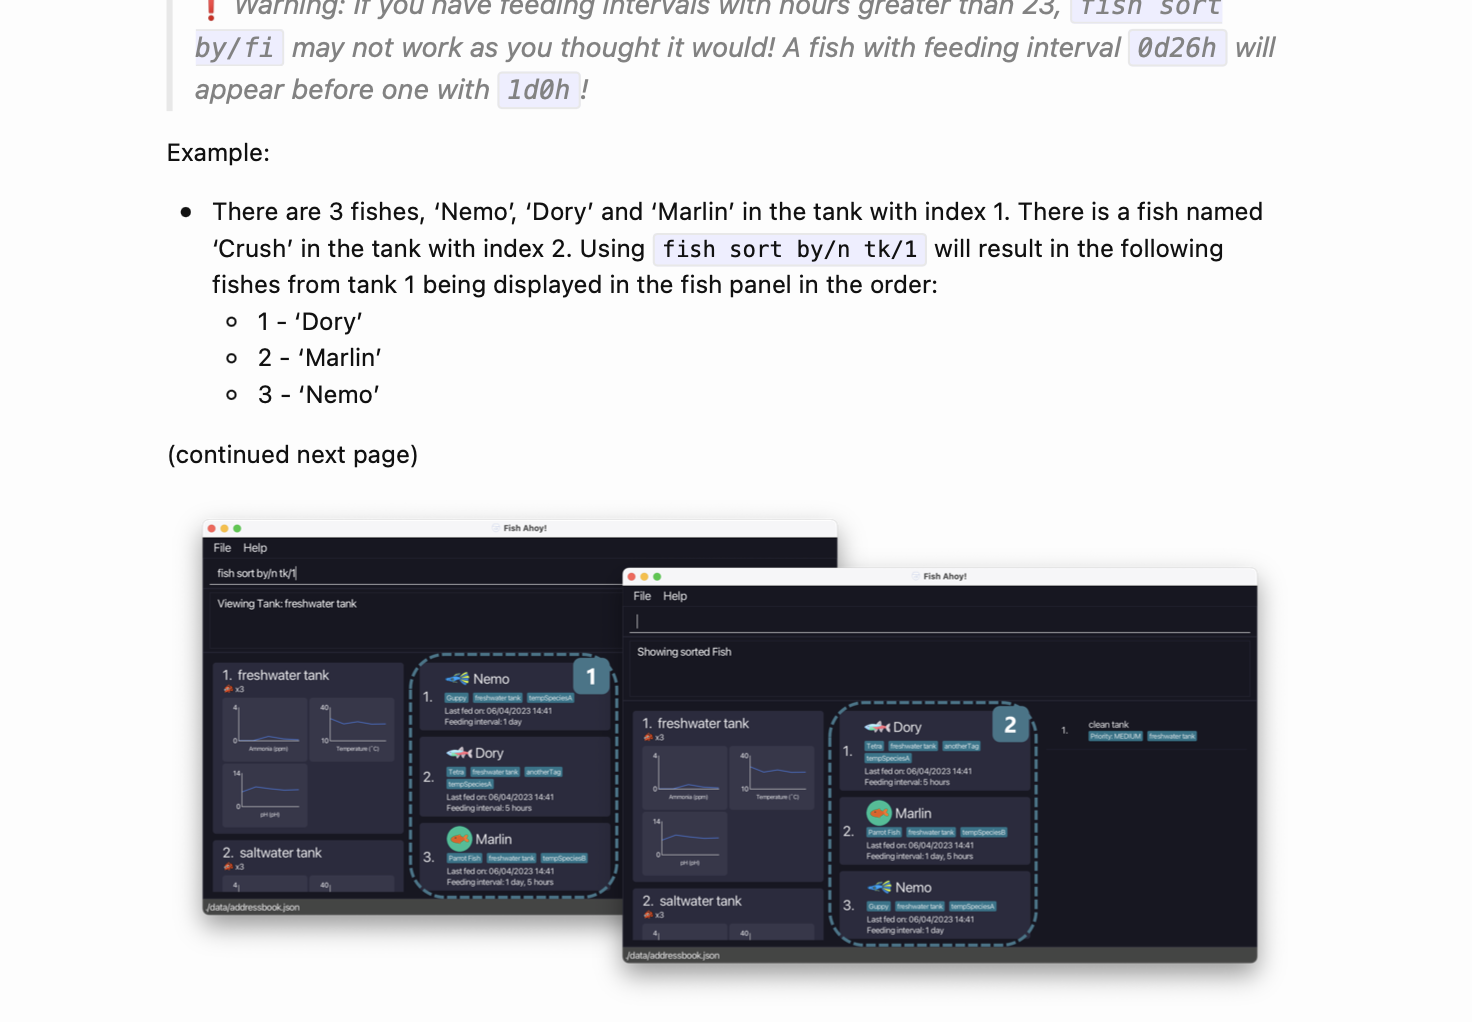 ❗ Warning: If you have feeding intervals with hours greater than 23, fish sort
by/fi may not work as you thought it would! A fish with feeding interval 0d26h will
appear before one with 1d0h!
Example:
● There are 3 fishes, ‘Nemo’, ‘Dory’ and ‘Marlin’ in the tank with index 1. There is a fish named
‘Crush’ in the tank with index 2. Using fish sort by/n tk/1 will result in the following
fishes from tank 1 being displayed in the fish panel in the order:
○ 1 - ‘Dory’
○ 2 - ‘Marlin’
○ 3 - ‘Nemo’
(continued next page)
Fish Ahoy!
File Help
fish sort by/n tk/1
Viewing Tank: freshwater tank
1. freshwater tank
x3
4
0
Ammonia (ppm)
40
10
Temperature (˚C)
14
0
pH (pH)
2. saltwater tank
x3
4
40
1
1. Nemo
Guppy freshwater tank tempSpeciesA
Last fed on: 06/04/2023 14:41
Feeding interval: 1 day
2. Dory
Tetra freshwater tank anotherTag
tempSpeciesA
Last fed on: 06/04/2023 14:41
Feeding interval: 5 hours
3. Marlin
Parrot Fish freshwater tank tempSpeciesB
Last fed on: 06/04/2023 14:41
Feeding interval: 1 day, 5 hours
/data/addressbook.json
Fish Ahoy!
File Help
Showing sorted Fish
1. freshwater tank
x3
4
0
Ammonia (ppm)
40
10
Temperature (˚C)
14
0
pH (pH)
2. saltwater tank
x3
4
40
2
1. Dory
Tetra freshwater tank anotherTag
tempSpeciesA
Last fed on: 06/04/2023 14:41
Feeding interval: 5 hours
2. Marlin
Parrot Fish freshwater tank tempSpeciesB
Last fed on: 06/04/2023 14:41
Feeding interval: 1 day, 5 hours
3. Nemo
Guppy freshwater tank tempSpeciesA
Last fed on: 06/04/2023 14:41
Feeding interval: 1 day
1. clean tank
Priority: MEDIUM freshwater tank
/data/addressbook.json